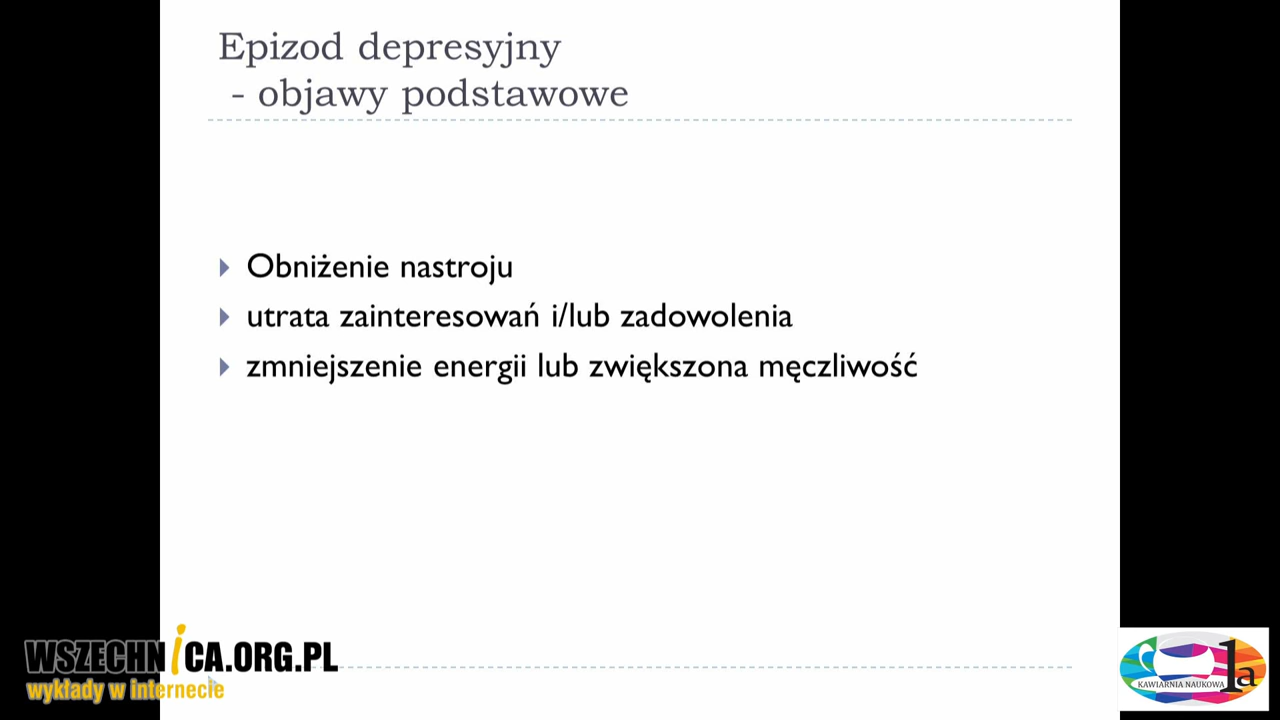 Epizod depresyjny
- objawy podstawowe
Obniżenie nastroju
utrata zainteresowań i/lub zadowolenia
zmniejszenie energii lub zwiększona męczliwość
WSZECHNiCA.ORG.PL
wykłady w internecie
KAWIARNIA NAUKOWA 1a